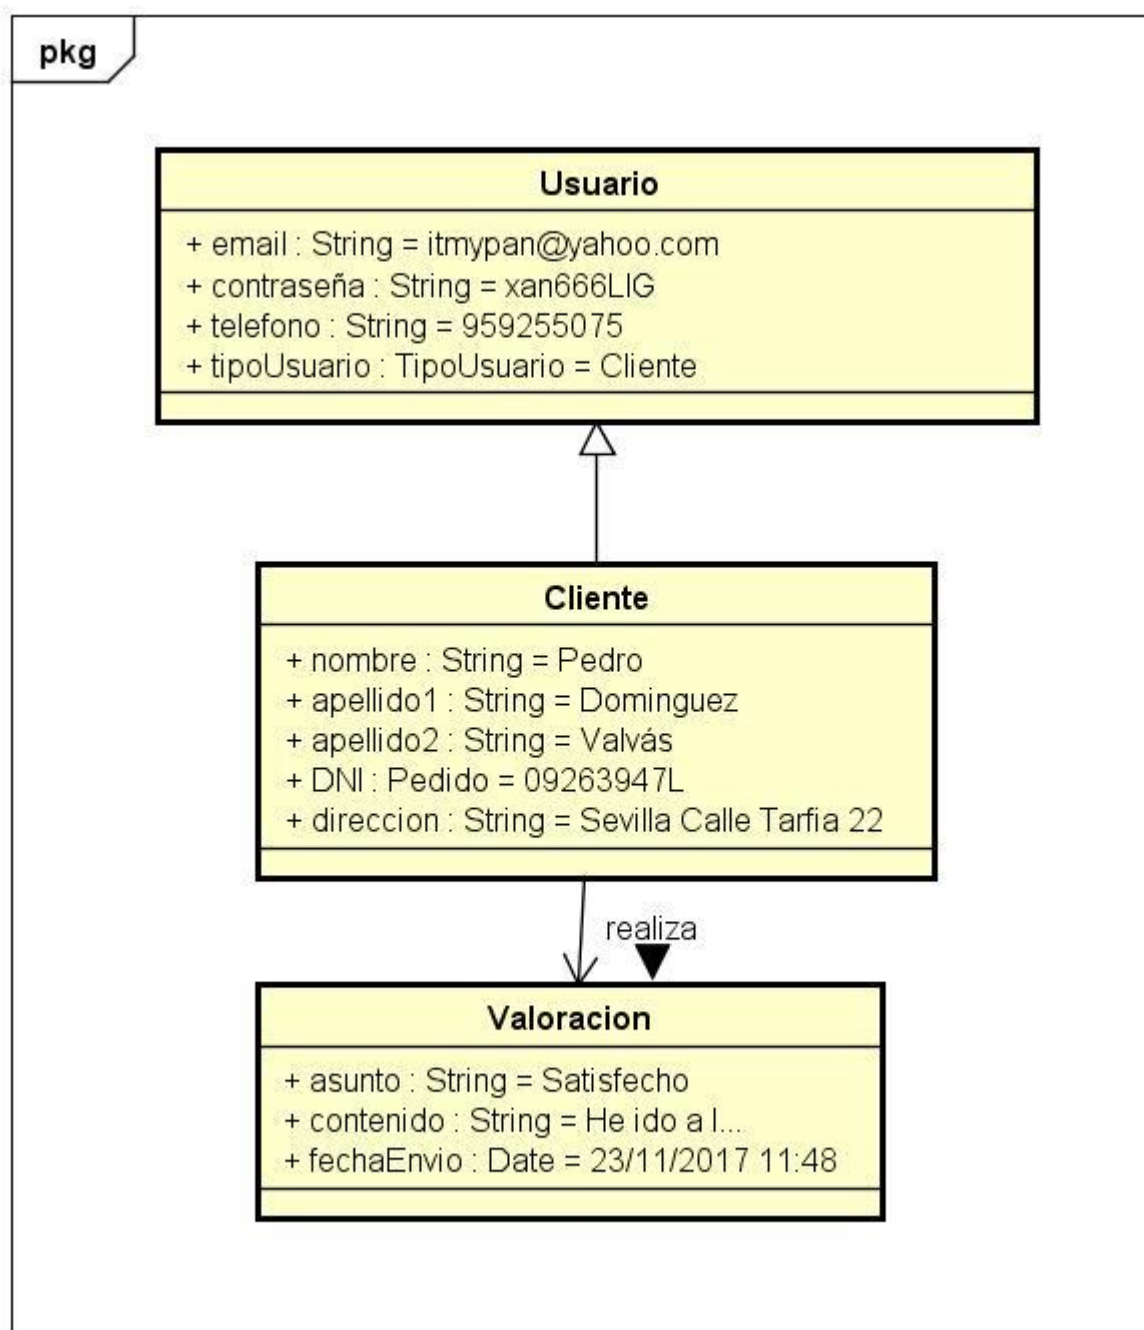 pkg
Usuario
+ email : String = itmypan@yahoo.com
+ contraseña : String = xan666LIG
+ telefono : String = 959255075
+ tipoUsuario : TipoUsuario = Cliente
Cliente
+ nombre : String = Pedro
+ apellido1 : String = Dominguez
+ apellido2 : String = Valvás
+ DNI : Pedido = 09263947L
+ direccion : String = Sevilla Calle Tarfia 22
realiza
Valoracion
+ asunto : String = Satisfecho
+ contenido : String = He ido a l...
+ fechaEnvio : Date = 23/11/2017 11:48